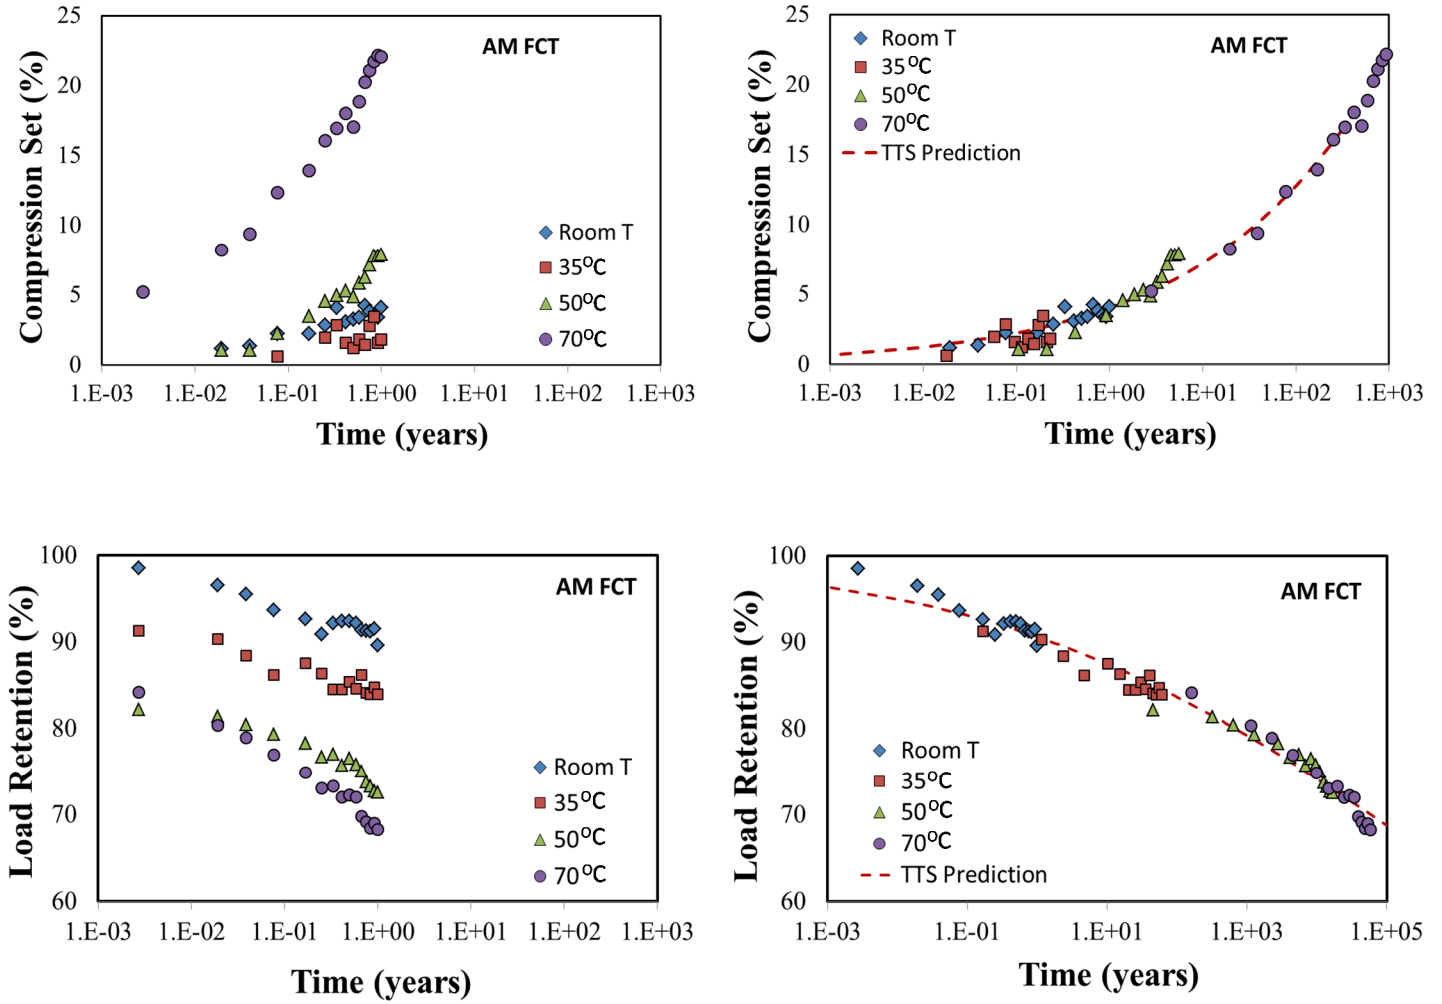 Compression Set (%)
25
20
15
10
5
0
AM FCT
Room T
35°C
50°C
70°C
1.E-03 1.E-02 1.E-01 1.E+00 1.E+01 1.E+02 1.E+03
Time (years)
Compression Set (%)
25
20
15
10
5
0
Room T
35°C
50°C
70°C
TTS Prediction
AM FCT
1.E-03 1.E-02 1.E-01 1.E+00 1.E+01 1.E+02 1.E+03
Time (years)
Load Retention (%)
100
90
80
70
60
AM FCT
Room T
35°C
50°C
70°C
1.E-03 1.E-02 1.E-01 1.E+00 1.E+01 1.E+02 1.E+03
Time (years)
Load Retention (%)
100
90
80
70
60
AM FCT
Room T
35°C
50°C
70°C
TTS Prediction
1.E-03 1.E-01 1.E+01 1.E+03 1.E+05
Time (years)